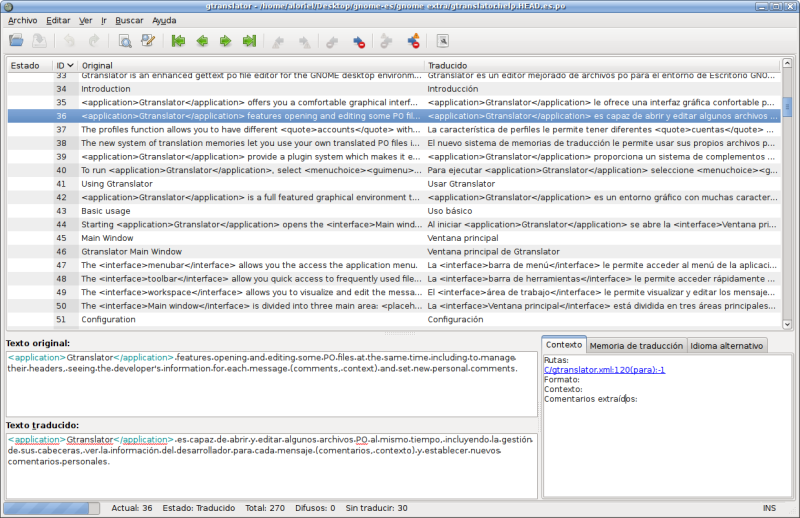 gtranslator - /home/aloriel/Desktop/gnome-es/gnome extra/gtranslator.help.HEAD.es.po
Archivo Editar Ver Ir Buscar Ayuda
Estado ID Original Traducido
33 Gtranslator is an enhanced gettext po file editor for the GNOME desktop environm... Gtranslator es un editor mejorado de archivos po para el entorno de Escritorio GNO...
34 Introduction Introducción
35 <application>Gtranslator</application> offers you a comfortable graphical interf... <application>Gtranslator</application> le ofrece una interfaz gráfica confortable p...
36 <application>Gtranslator</application> features opening and editing some PO fil... <application>Gtranslator</application> es capaz de abrir y editar algunos archivos ...
37 The profiles function allows you to have different <quote>accounts</quote> with... La característica de perfiles le permite tener diferentes <quote>cuentas</quote> ...
38 The new system of translation memories let you use your own translated PO files i... El nuevo sistema de memorias de traducción le permite usar sus propios archivos p...
39 <application>Gtranslator</application> provide a plugin system which makes it e... <application>Gtranslator</application> proporciona un sistema de complementos ...
40 To run <application>Gtranslator</application>, select <menuchoice><guimenu>... Para ejecutar <application>Gtranslator</application> seleccione <menuchoice><g...
41 Using Gtranslator Usar Gtranslator
42 <application>Gtranslator</application> is a full featured graphical environment t... <application>Gtranslator</application> es un entorno gráfico con muchas caracter...
43 Basic usage Uso básico
44 Starting <application>Gtranslator</application> opens the <interface>Main wind... Al iniciar <application>Gtranslator</application> se abre la <interface>Ventana pri...
45 Main Window Ventana principal
46 Gtranslator Main Window Ventana principal de Gtranslator
47 The <interface>menubar</interface> allows you the access the application menu. La <interface>barra de menú</interface> le permite acceder al menú de la aplicaci...
48 The <interface>toolbar</interface> allow you quick access to frequently used file... La <interface>barra de herramientas</interface> le permite acceder rápidamente ...
49 The <interface>workspace</interface> allows you to visualize and edit the messa... El <interface>área de trabajo</interface> le permite visualizar y editar los mensaje...
50 The <interface>Main window</interface> is divided into three main area: <placeh... La <interface>Ventana principal</interface> está dividida en tres áreas principales...
51 Configuration Configuración
Texto original:
<application>Gtranslator</application>·features·opening·and·editing·some·PO·files·at·the·same·time·including·to·manage·
their·headers,·seeing·the·developer's·information·for·each·message·(comments,·context)·and·set·new·personal·comments.
Texto traducido:
<application>Gtranslator</application>·es·capaz·de·abrir·y·editar·algunos·archivos·PO·al·mismo·tiempo,·incluyendo·la·gestión·
de·sus·cabeceras,·ver·la·información·del·desarrollador·para·cada·mensaje·(comentarios,·contexto)·y·establecer·nuevos·
comentarios·personales.
Contexto Memoria de traducción Idioma alternativo
Rutas:
C/gtranslator.xml:120(para):-1
Formato:
Contexto:
Comentarios extraídos:
Actual: 36 Estado: Traducido Total: 270 Difusos: 0 Sin traducir: 30 INS